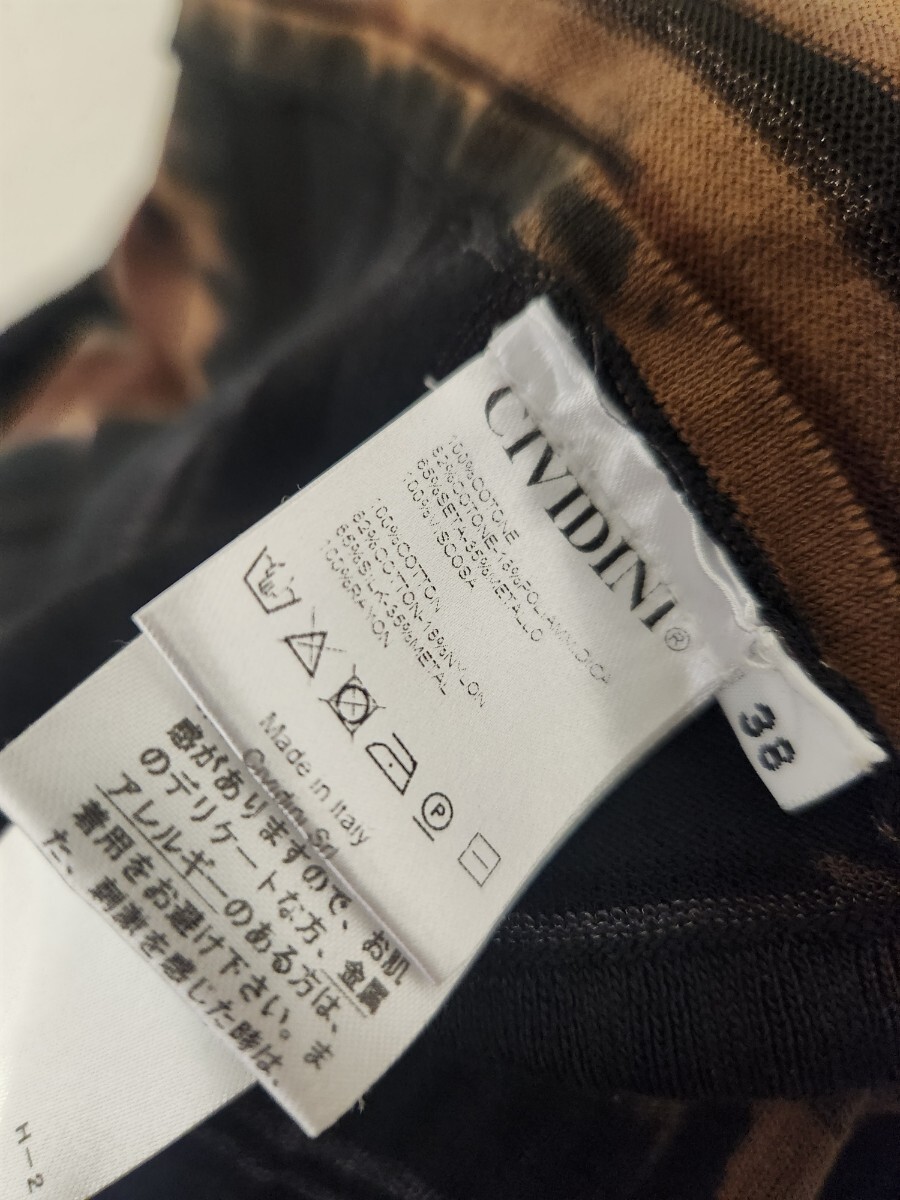 CIVIDINI®
38
100%COTONE
82%COTONE-18%POLIAMMIDICA
65%SETA-35%METALLO
100%VISCOSA
100%COTTON
82%COTTON-18%NYLON
65%SILK-35%METAL
100%RAYON
P
Made in Italy
Cividini Srl
感がありますので、お肌
のデリケートな方、金属
アレルギーのある方は、
着用をお避け下さい。ま
た、刺激を感じた時は、
H-2